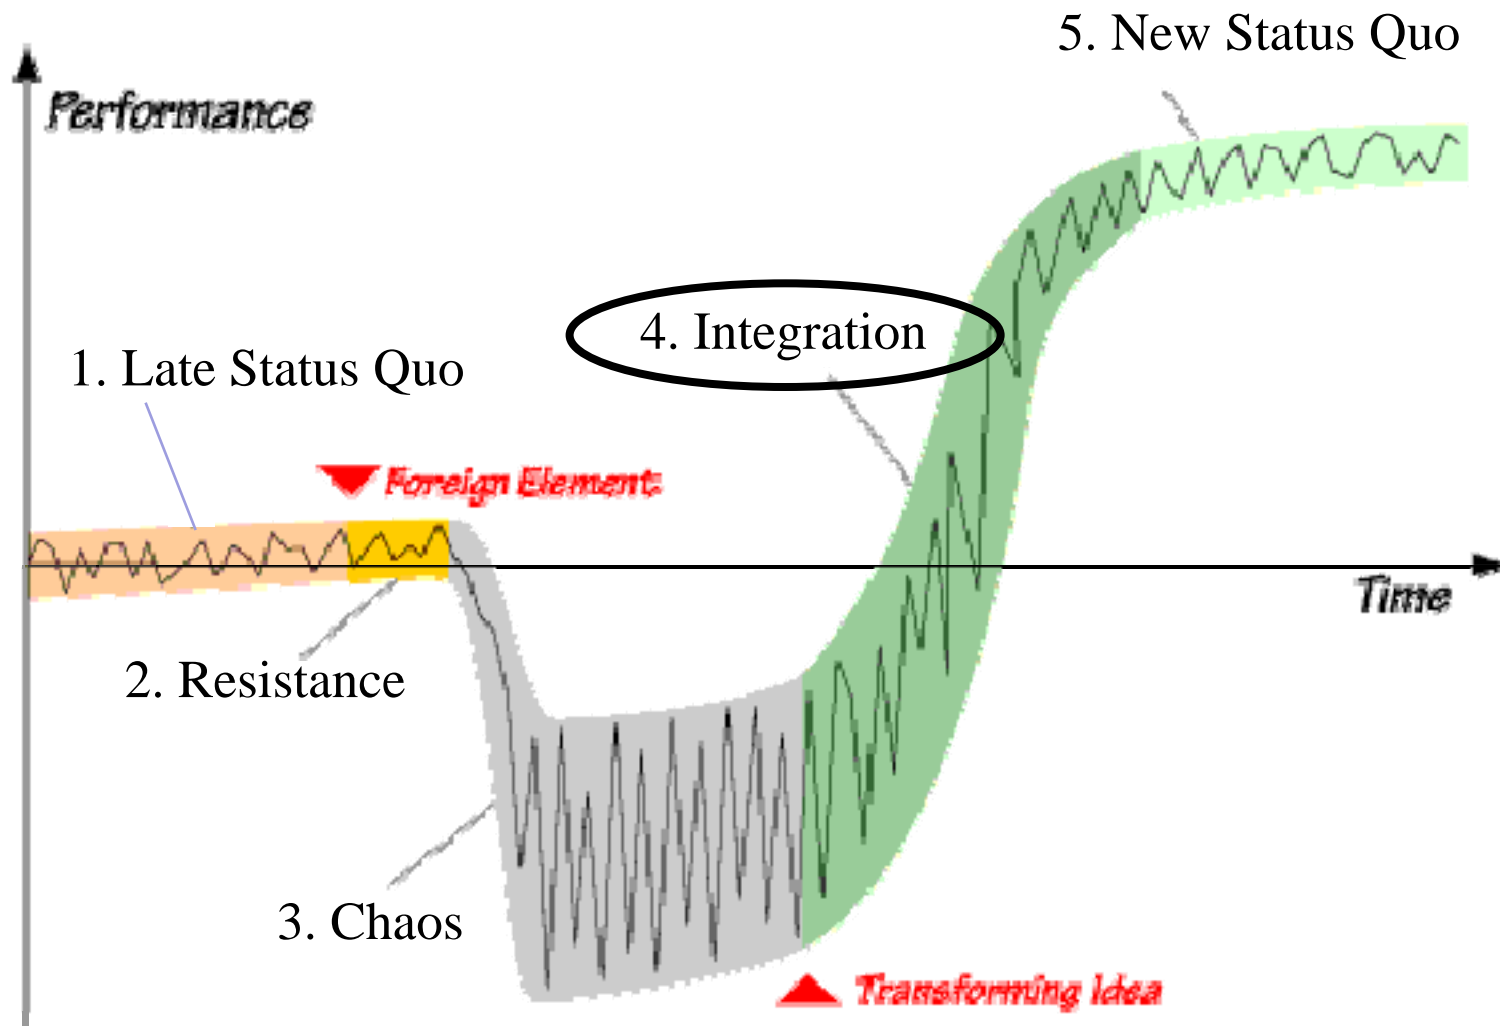 5. New Status Quo
Performance
4. Integration
1. Late Status Quo
Foreign Element
Time
2. Resistance
3. Chaos
Transforming Idea